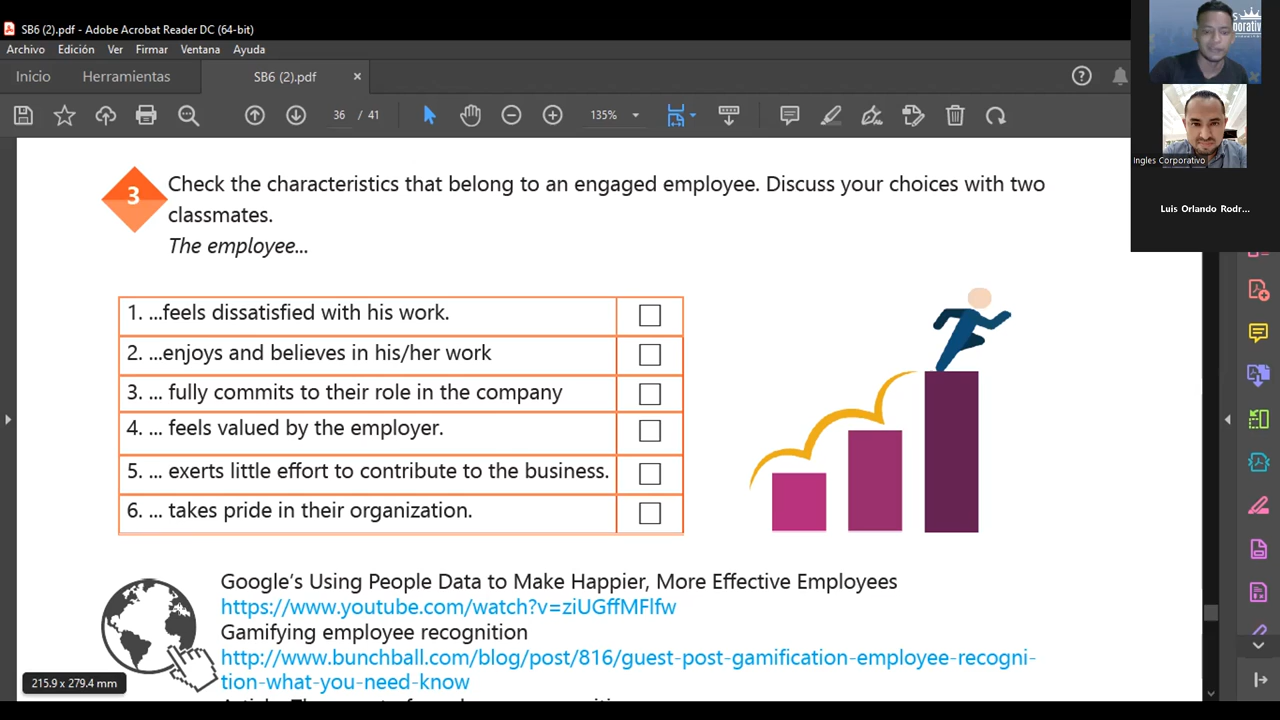 SB6 (2).pdf - Adobe Acrobat Reader DC (64-bit)
Archivo Edición Ver Firmar Ventana Ayuda
Inicio Herramientas SB6 (2).pdf ×
36 / 41 135%
Ingles Corporativo
Luis Orlando Rodr...
3
Check the characteristics that belong to an engaged employee. Discuss your choices with two
classmates.
The employee...
1. ...feels dissatisfied with his work.
2. ...enjoys and believes in his/her work
3. ... fully commits to their role in the company
4. ... feels valued by the employer.
5. ... exerts little effort to contribute to the business.
6. ... takes pride in their organization.
Google's Using People Data to Make Happier, More Effective Employees
https://www.youtube.com/watch?v=ziUGffMFlfw
Gamifying employee recognition
http://www.bunchball.com/blog/post/816/guest-post-gamification-employee-recogni-
tion-what-you-need-know
215.9 x 279.4 mm